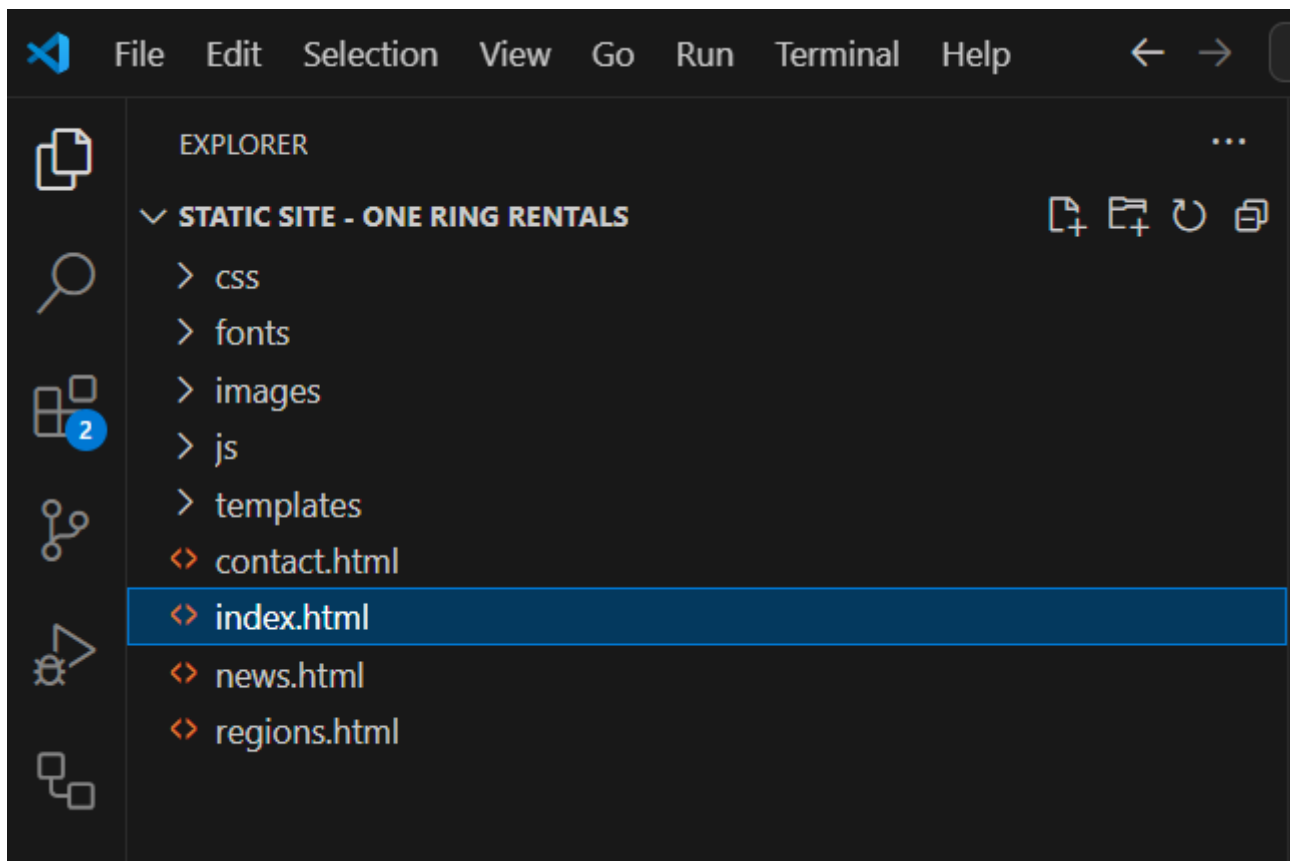 File Edit Selection View Go Run Terminal Help
EXPLORER
STATIC SITE - ONE RING RENTALS
css
fonts
images
2
js
templates
contact.html
index.html
news.html
regions.html